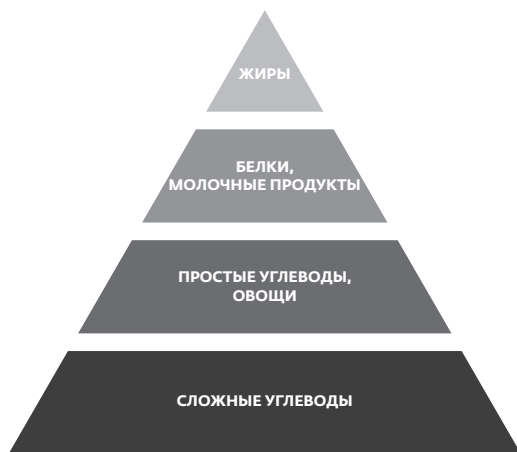 ЖИРЫ
БЕЛКИ,
МОЛОЧНЫЕ ПРОДУКТЫ
ПРОСТЫЕ УГЛЕВОДЫ,
ОВОЩИ
СЛОЖНЫЕ УГЛЕВОДЫ